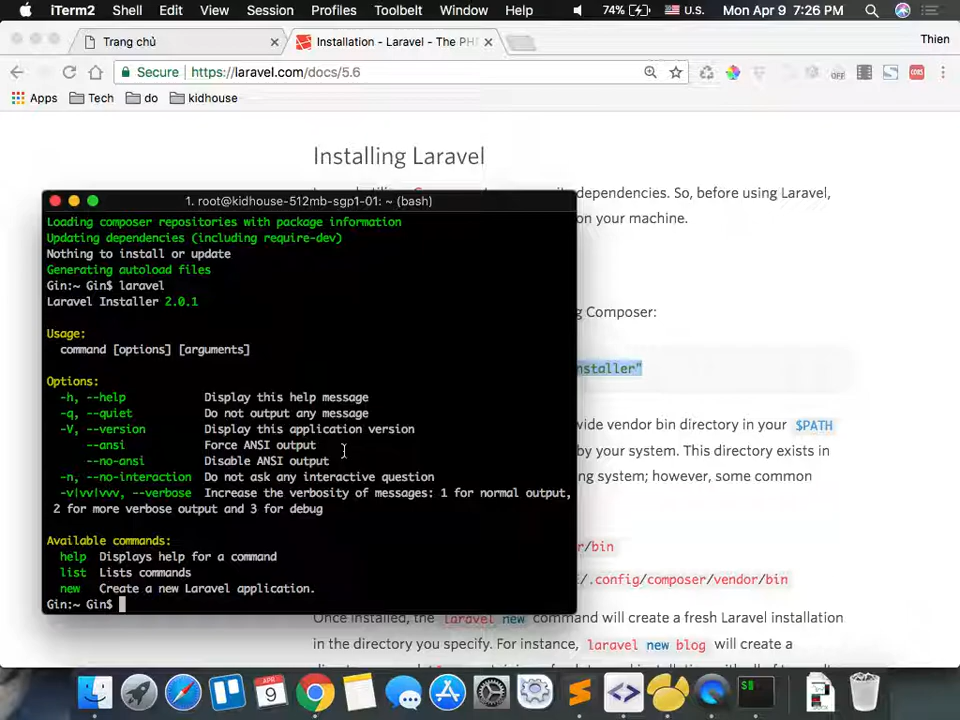 iTerm2 Shell Edit View Session Profiles Toolbelt Window Help 74% U.S. Mon Apr 9 7:26 PM
Trang chủ Installation - Laravel - The PH Thien
Secure https://laravel.com/docs/5.6
Apps Tech do kidhouse
Installing Laravel
dependencies. So, before using Laravel,
on your machine.
g Composer:
nstaller"
vide vendor bin directory in your $PATH
by your system. This directory exists in
ng system; however, some common
or/bin
/.config/composer/vendor/bin
Once installed, the laravel new command will create a fresh Laravel installation
in the directory you specify. For instance, laravel new blog will create a
1. root@kidhouse-512mb-sgp1-01: ~ (bash)
Loading composer repositories with package information
Updating dependencies (including require-dev)
Nothing to install or update
Generating autoload files
Gin:~ Gin$ laravel
Laravel Installer 2.0.1
Usage:
command [options] [arguments]
Options:
-h, --help Display this help message
-q, --quiet Do not output any message
-V, --version Display this application version
--ansi Force ANSI output
--no-ansi Disable ANSI output
-n, --no-interaction Do not ask any interactive question
-v|vv|vvv, --verbose Increase the verbosity of messages: 1 for normal output,
2 for more verbose output and 3 for debug
Available commands:
help Displays help for a command
list Lists commands
new Create a new Laravel application.
Gin:~ Gin$